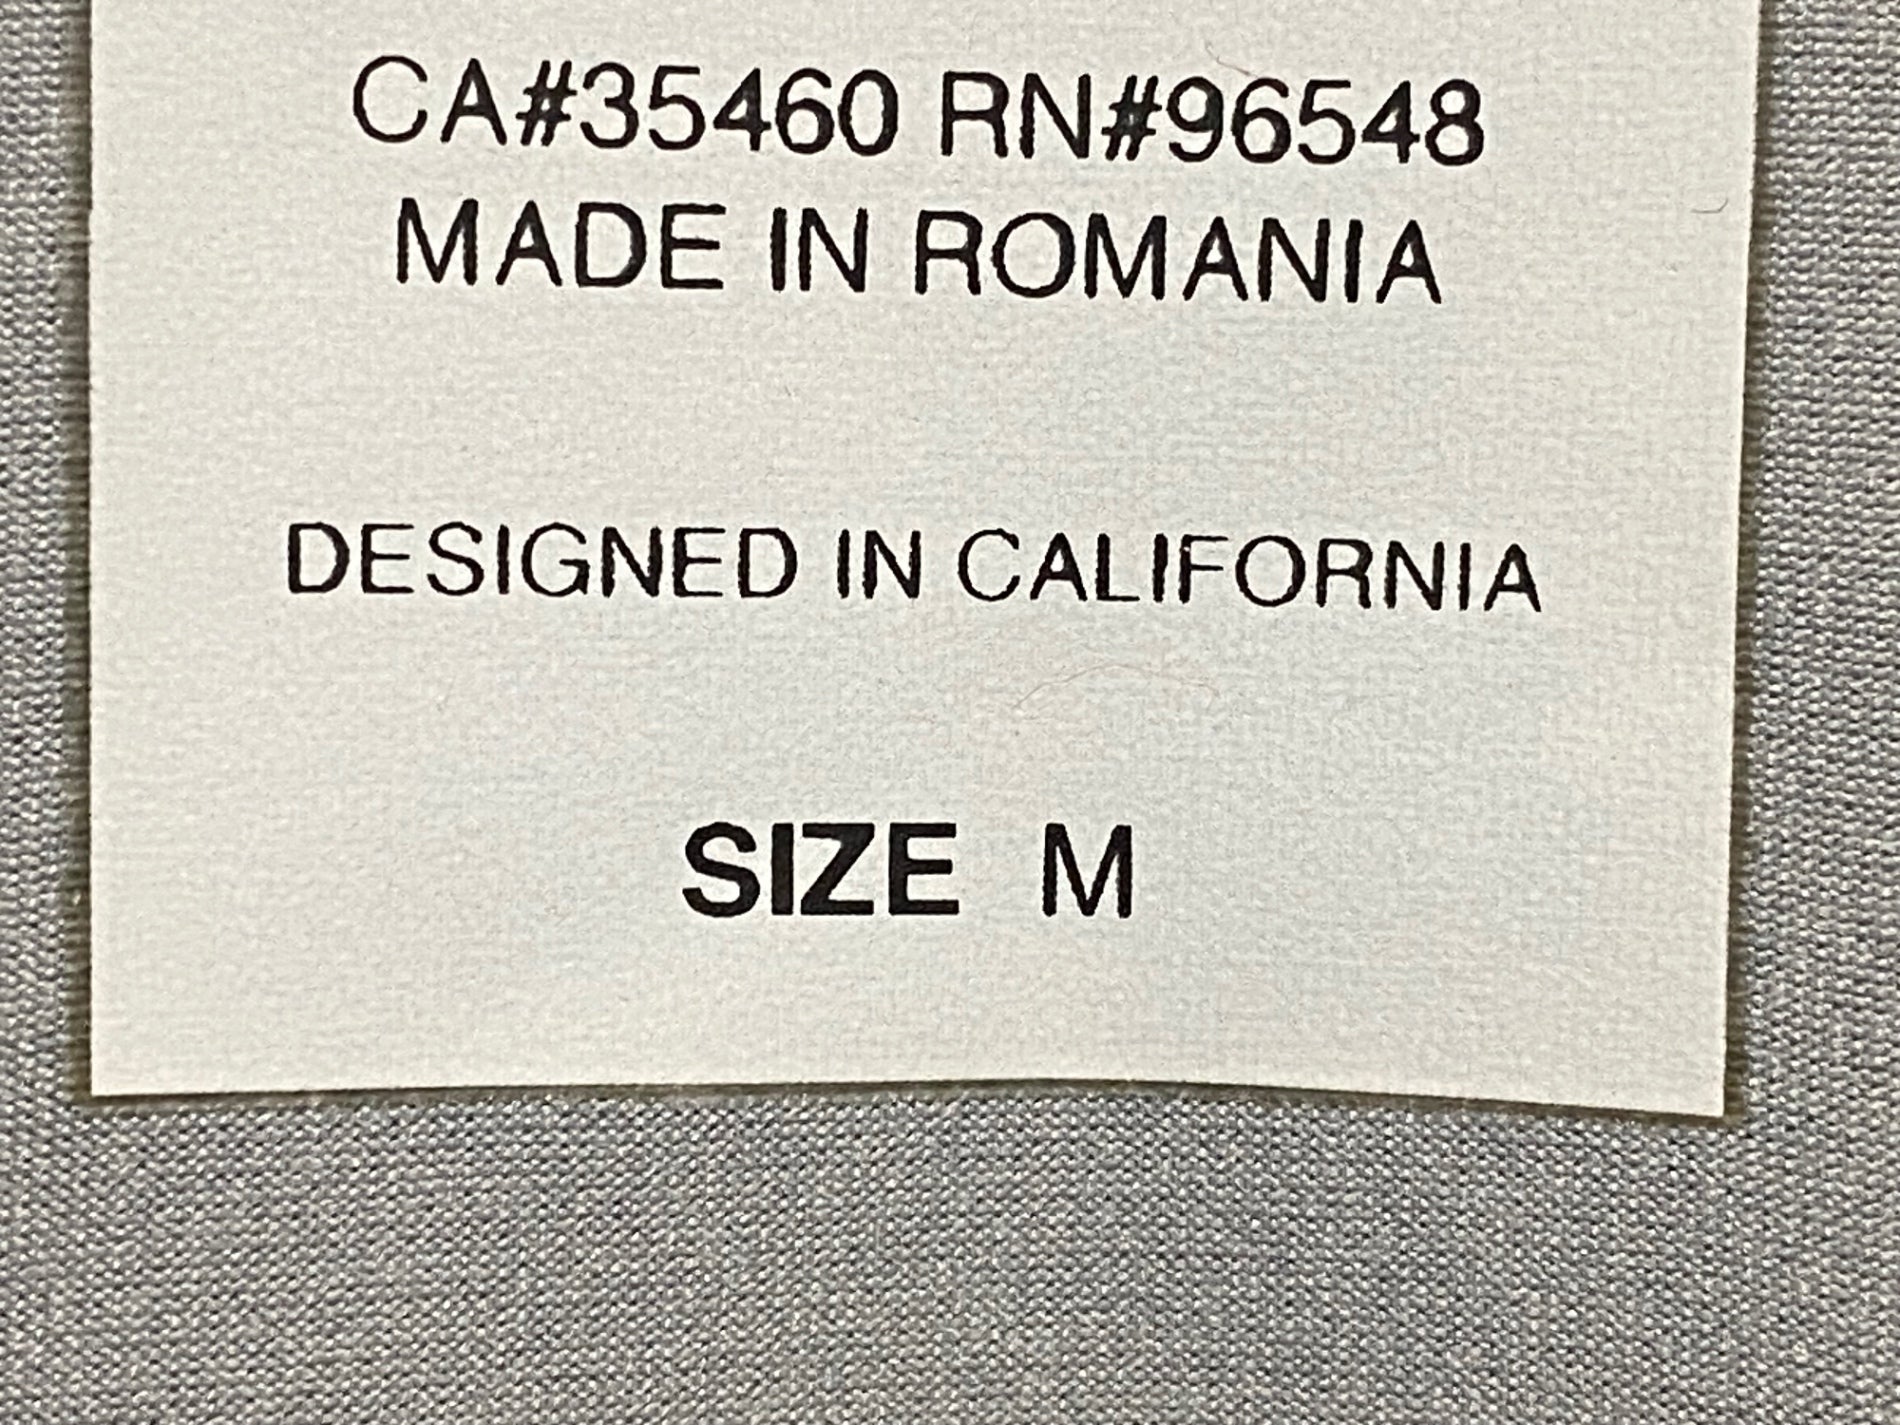 CA#35460 RN#96548
MADE IN ROMANIA
DESIGNED IN CALIFORNIA
SIZE M